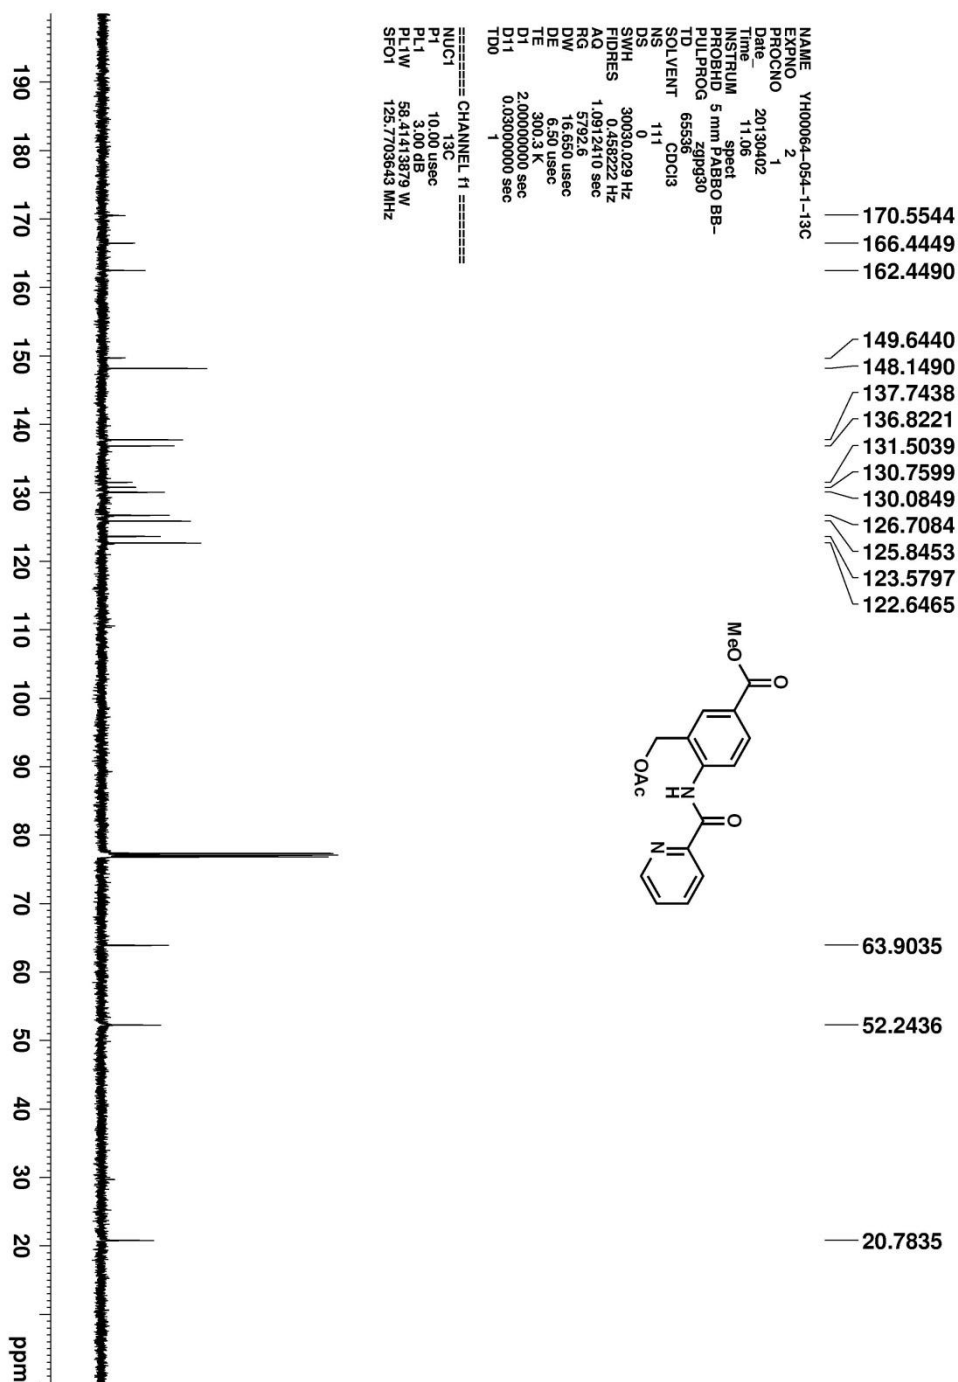 NAME YH00064-054-1-13C
EXPNO 2
PROCNO 1
Date_ 20130402
Time 11.06
INSTRUM spect
PROBHD 5 mm PABBO BB-
PULPROG zgpg30
TD 65536
SOLVENT CDCl3
NS 111
DS 0
SWH 30030.029 Hz
FIDRES 0.458222 Hz
AQ 1.0912410 sec
RG 5792.6
DW 16.650 usec
DE 6.50 usec
TE 300.3 K
D1 2.00000000 sec
D11 0.03000000 sec
TD0 1
======== CHANNEL f1 ========
NUC1 13C
P1 10.00 usec
PL1 3.00 dB
PL1W 58.41413879 W
SFO1 125.7703643 MHz
170.5544
166.4449
162.4490
149.6440
148.1490
137.7438
136.8221
131.5039
130.7599
130.0849
126.7084
125.8453
123.5797
122.6465
63.9035
52.2436
20.7835
MeO
O
OAc
N
H
O
N
190 180 170 160 150 140 130 120 110 100 90 80 70 60 50 40 30 20 ppm